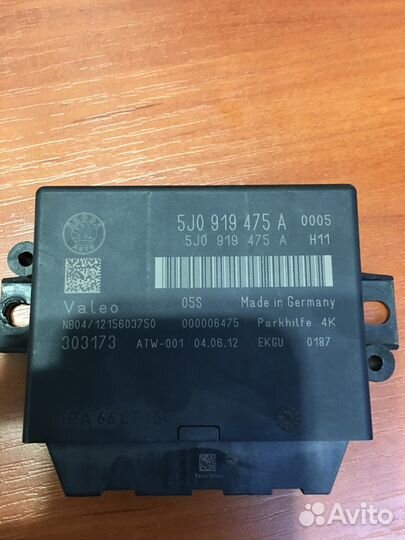 5J0 919 475 A 0005
5J0 919 475 A H11
Valeo 05S Made in Germany
NB04/1215603750 000006475 Parkhilfe 4K
303173 ATW-001 04.06.12 EKGU 0187
Avito